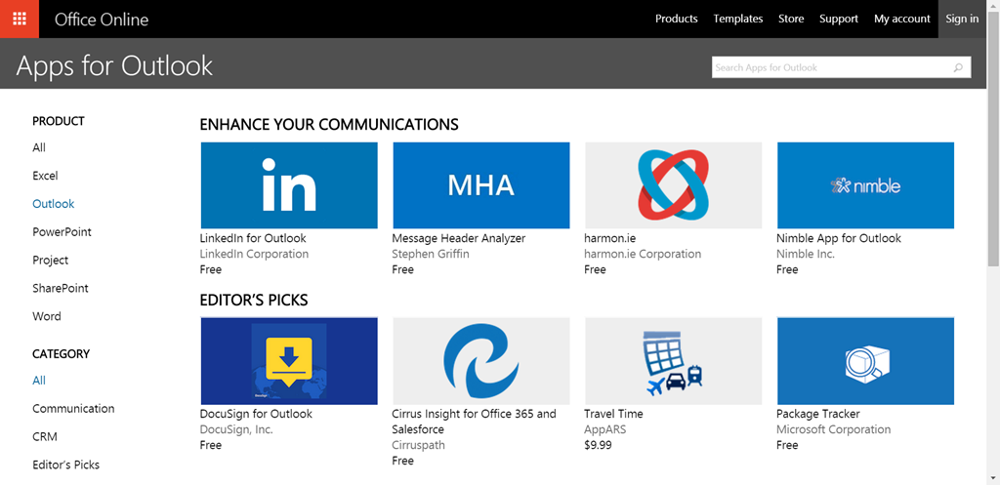 Office Online
Products Templates Store Support My account Sign in
Apps for Outlook
Search Apps for Outlook
PRODUCT
All
Excel
Outlook
PowerPoint
Project
SharePoint
Word
CATEGORY
All
Communication
CRM
Editor's Picks
ENHANCE YOUR COMMUNICATIONS
in
LinkedIn for Outlook
LinkedIn Corporation
Free
MHA
Message Header Analyzer
Stephen Griffin
Free
harmon.ie
harmon.ie Corporation
Free
nimble
Nimble App for Outlook
Nimble Inc.
Free
EDITOR'S PICKS
DocuSign for Outlook
DocuSign, Inc.
Free
Cirrus Insight for Office 365 and
Salesforce
Cirruspath
Free
Travel Time
AppARS
$9.99
Package Tracker
Microsoft Corporation
Free